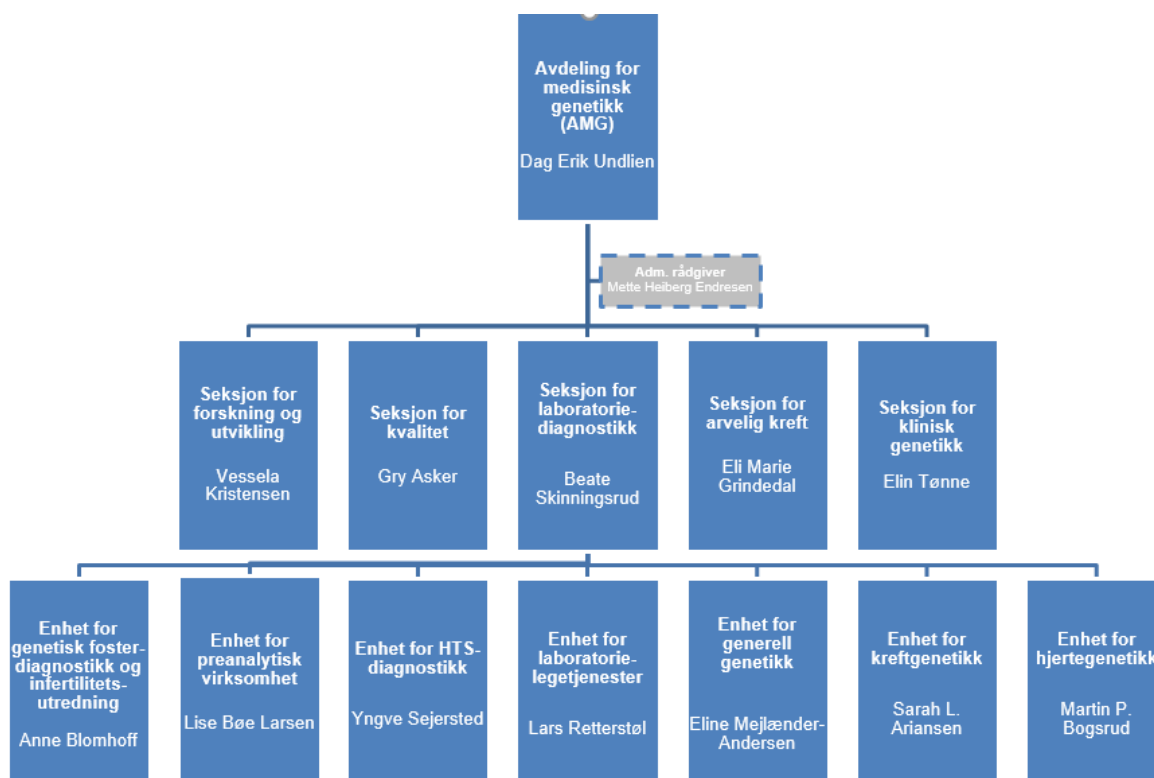 Avdeling for
medisinsk
genetikk
(AMG)
Dag Erik Undlien
Adm. rådgiver
Mette Heiberg Endresen
Seksjon for
forskning og
utvikling
Vessela
Kristensen
Seksjon for
kvalitet
Gry Asker
Seksjon for
laboratorie-
diagnostikk
Beate
Skinningsrud
Seksjon for
arvelig kreft
Eli Marie
Grindedal
Seksjon for
klinisk
genetikk
Elin Tønne
Enhet for
genetisk foster-
diagnostikk og
infertilitets-
utredning
Anne Blomhoff
Enhet for
preanalytisk
virksomhet
Lise Bøe Larsen
Enhet for HTS-
diagnostikk
Yngve Sejersted
Enhet for
laboratorie-
legetjenester
Lars Retterstøl
Enhet for
generell
genetikk
Eline Mejlænder-
Andersen
Enhet for
kreftgenetikk
Sarah L.
Ariansen
Enhet for
hjertegenetikk
Martin P.
Bogsrud